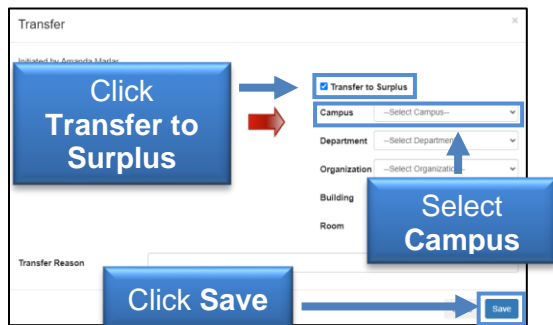 Transfer
×
Initiated by Amanda Marlar
Click
Transfer to
Surplus
Transfer to Surplus
Campus
--Select Campus--
Department
--Select Department--
Organization
--Select Organization--
Building
Room
Select
Campus
Transfer Reason
Click Save
Save